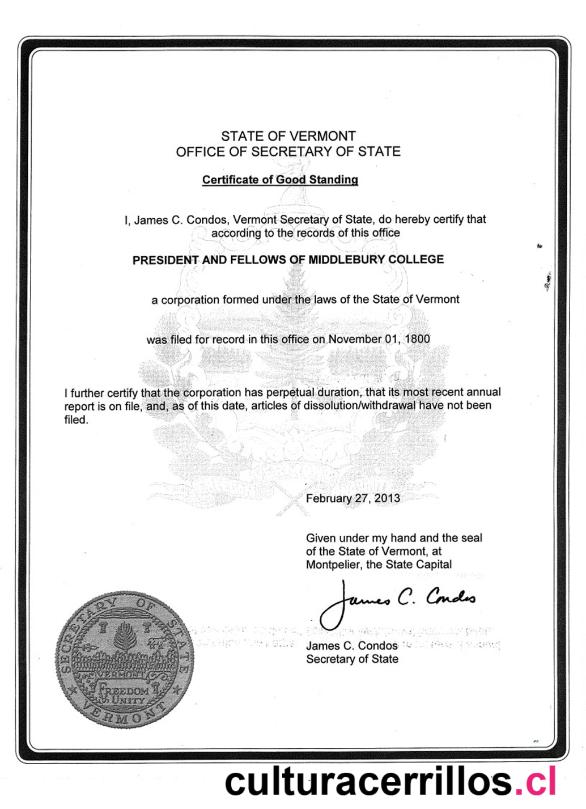 STATE OF VERMONT
OFFICE OF SECRETARY OF STATE
Certificate of Good Standing
I, James C. Condos, Vermont Secretary of State, do hereby certify that
according to the records of this office
PRESIDENT AND FELLOWS OF MIDDLEBURY COLLEGE
a corporation formed under the laws of the State of Vermont
was filed for record in this office on November 01, 1800
I further certify that the corporation has perpetual duration, that its most recent annual
report is on file, and, as of this date, articles of dissolution/withdrawal have not been
filed.
February 27, 2013
Given under my hand and the seal
of the State of Vermont, at
Montpelier, the State Capital
James C. Condos
James C. Condos
Secretary of State
SECRETARY OF STATE
VERMONT
FREEDOM
UNITY
VERMONT
culturacerrillos.cl